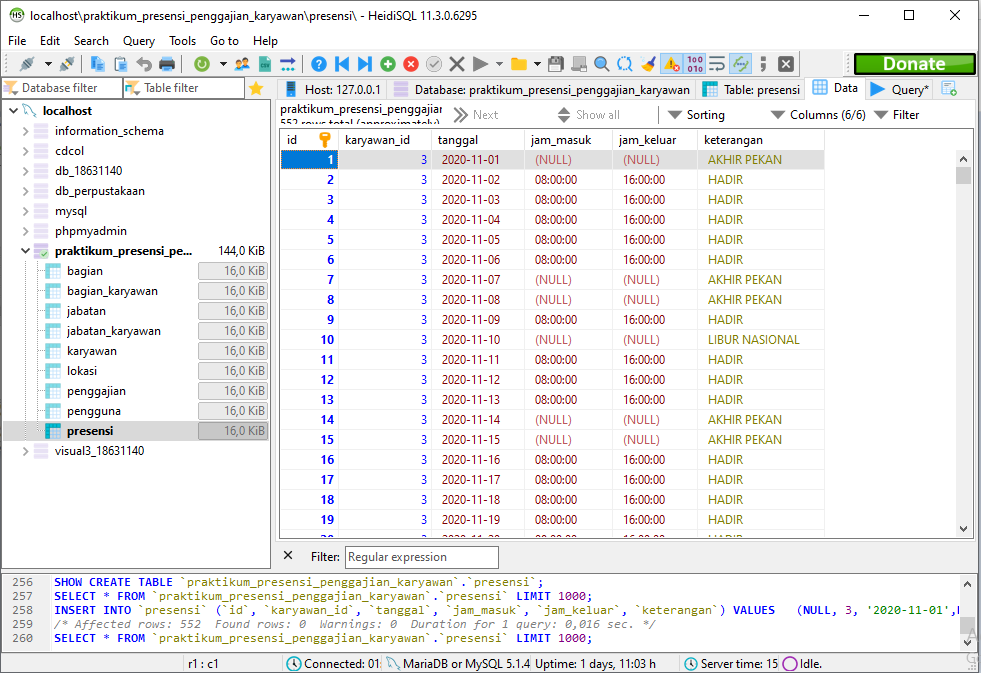 localhost\praktikum_presensi_penggajian_karyawan\presensi\ - HeidiSQL 11.3.0.6295
File Edit Search Query Tools Go to Help
Donate
Database filter Table filter
Host: 127.0.0.1 Database: praktikum_presensi_penggajian_karyawan Table: presensi Data Query*
praktikum_presensi_penggajian
552 rows total (approximately)
Next Show all Sorting Columns (6/6) Filter
localhost
information_schema
cdcol
db_18631140
db_perpustakaan
mysql
phpmyadmin
praktikum_presensi_pe... 144,0 KiB
bagian 16,0 KiB
bagian_karyawan 16,0 KiB
jabatan 16,0 KiB
jabatan_karyawan 16,0 KiB
karyawan 16,0 KiB
lokasi 16,0 KiB
penggajian 16,0 KiB
pengguna 16,0 KiB
presensi 16,0 KiB
visual3_18631140
id karyawan_id tanggal jam_masuk jam_keluar keterangan
1 3 2020-11-01 (NULL) (NULL) AKHIR PEKAN
2 3 2020-11-02 08:00:00 16:00:00 HADIR
3 3 2020-11-03 08:00:00 16:00:00 HADIR
4 3 2020-11-04 08:00:00 16:00:00 HADIR
5 3 2020-11-05 08:00:00 16:00:00 HADIR
6 3 2020-11-06 08:00:00 16:00:00 HADIR
7 3 2020-11-07 (NULL) (NULL) AKHIR PEKAN
8 3 2020-11-08 (NULL) (NULL) AKHIR PEKAN
9 3 2020-11-09 08:00:00 16:00:00 HADIR
10 3 2020-11-10 (NULL) (NULL) LIBUR NASIONAL
11 3 2020-11-11 08:00:00 16:00:00 HADIR
12 3 2020-11-12 08:00:00 16:00:00 HADIR
13 3 2020-11-13 08:00:00 16:00:00 HADIR
14 3 2020-11-14 (NULL) (NULL) AKHIR PEKAN
15 3 2020-11-15 (NULL) (NULL) AKHIR PEKAN
16 3 2020-11-16 08:00:00 16:00:00 HADIR
17 3 2020-11-17 08:00:00 16:00:00 HADIR
18 3 2020-11-18 08:00:00 16:00:00 HADIR
19 3 2020-11-19 08:00:00 16:00:00 HADIR
Filter: Regular expression
256 SHOW CREATE TABLE `praktikum_presensi_penggajian_karyawan`.`presensi`;
257 SELECT * FROM `praktikum_presensi_penggajian_karyawan`.`presensi` LIMIT 1000;
258 INSERT INTO `presensi` (`id`, `karyawan_id`, `tanggal`, `jam_masuk`, `jam_keluar`, `keterangan`) VALUES (NULL, 3, '2020-11-01',
259 /* Affected rows: 552 Found rows: 0 Warnings: 0 Duration for 1 query: 0,016 sec. */
260 SELECT * FROM `praktikum_presensi_penggajian_karyawan`.`presensi` LIMIT 1000;
r1 : c1 Connected: 01: MariaDB or MySQL 5.1.4 Uptime: 1 days, 11:03 h Server time: 15 Idle.